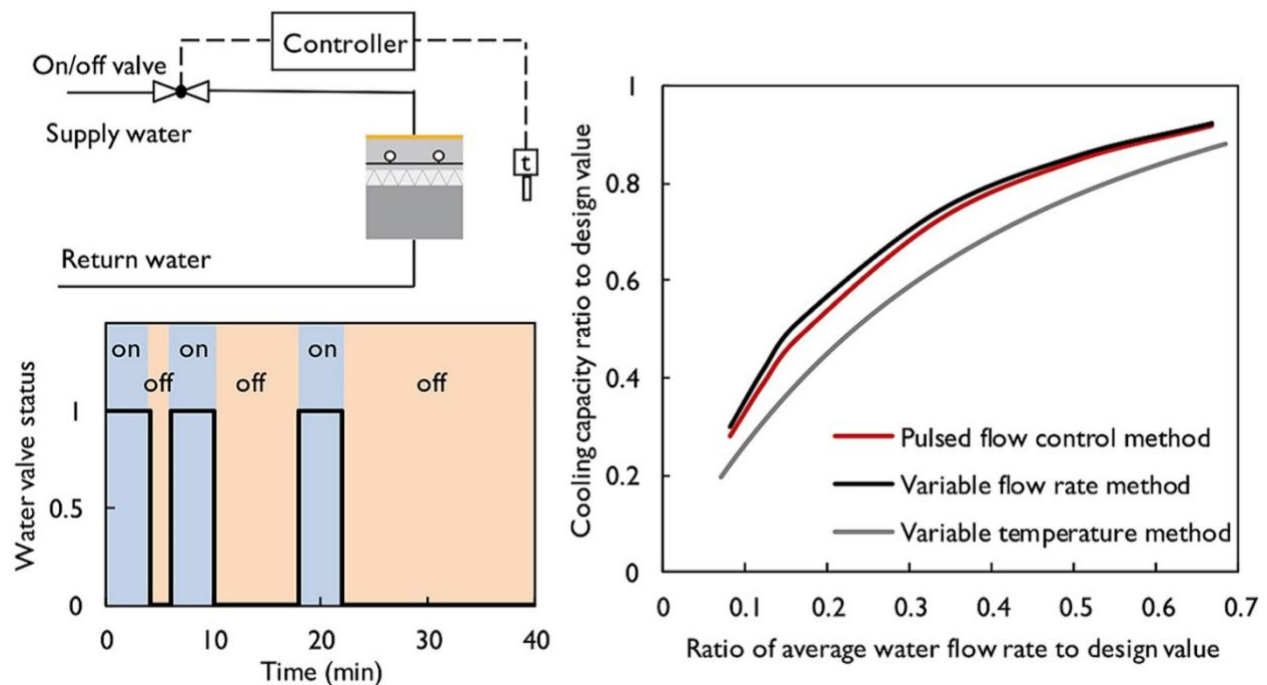 Controller
On/off valve
Supply water
t
Return water
on
on
on
off
off
off
1
0.5
0
Water valve status
0
10
20
30
40
Time (min)
1
0.8
0.6
0.4
0.2
0
Cooling capacity ratio to design value
Pulsed flow control method
Variable flow rate method
Variable temperature method
0
0.1
0.2
0.3
0.4
0.5
0.6
0.7
Ratio of average water flow rate to design value